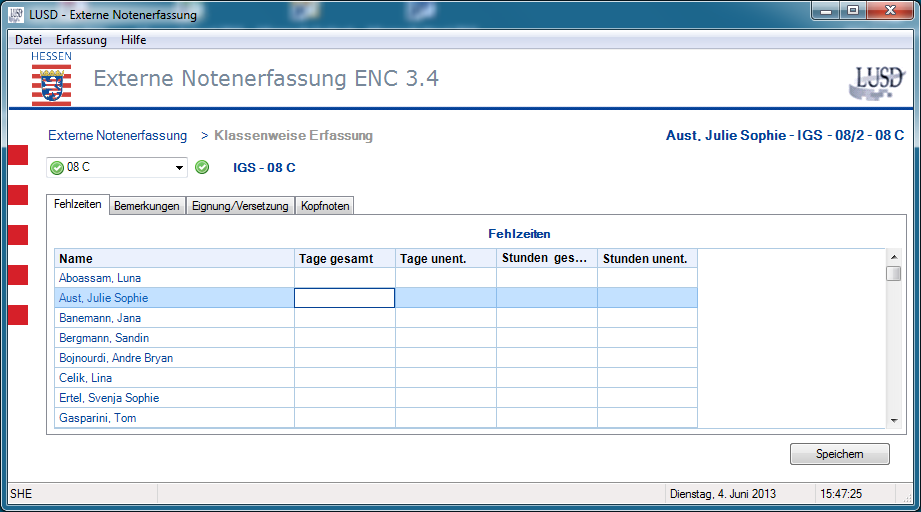 LUSD - Externe Notenerfassung
Datei Erfassung Hilfe
HESSEN
Externe Notenerfassung ENC 3.4
LUSD
Externe Notenerfassung > Klassenweise Erfassung
Aust, Julie Sophie - IGS - 08/2 - 08 C
08 C
IGS - 08 C
Fehlzeiten Bemerkungen Eignung/Versetzung Kopfnoten
Fehlzeiten
Name Tage gesamt Tage unent. Stunden ges... Stunden unent.
Aboassam, Luna
Aust, Julie Sophie
Banemann, Jana
Bergmann, Sandin
Bojnourdi, Andre Bryan
Celik, Lina
Ertel, Svenja Sophie
Gasparini, Tom
Speichern
SHE
Dienstag, 4. Juni 2013
15:47:25